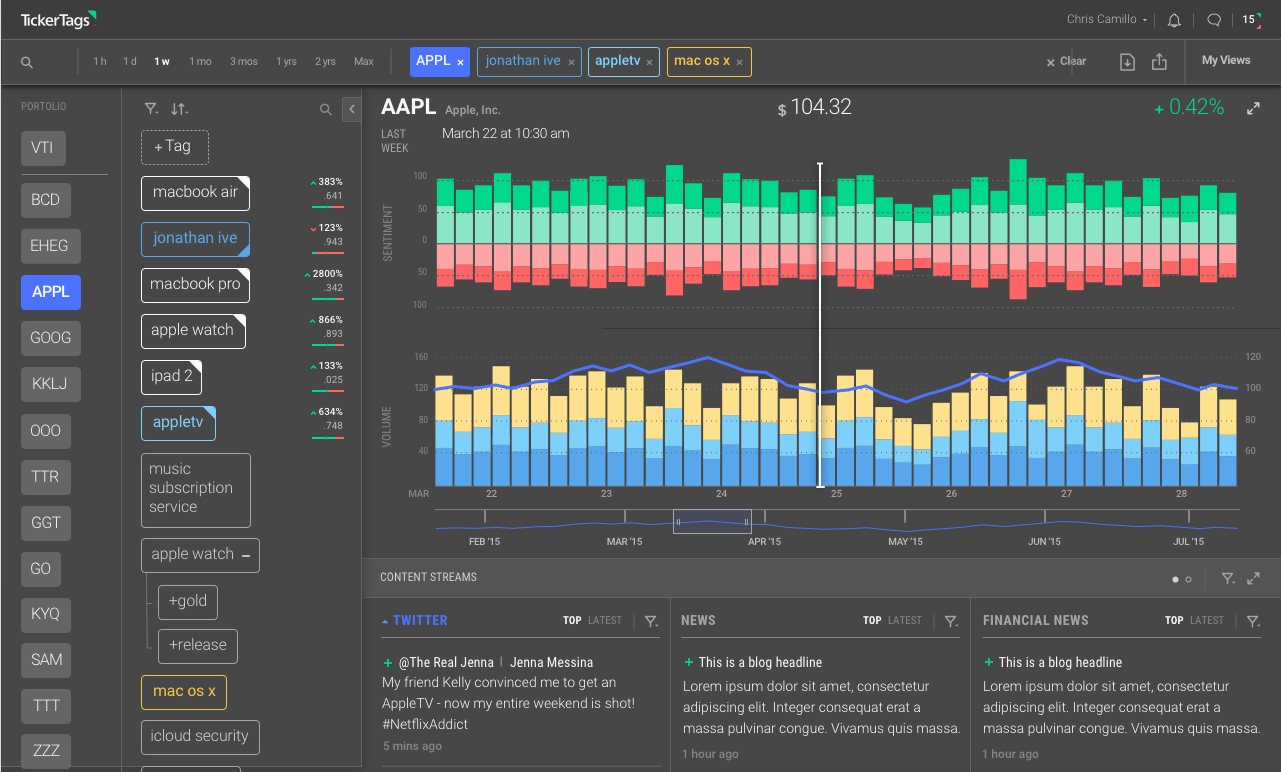 TickerTags
Chris Camillo
15
1 h
1 d
1 w
1 mo
3 mos
1 yrs
2 yrs
Max
APPL ×
jonathan ive ×
appletv ×
mac os x ×
× Clear
My Views
PORTOLIO
VTI
BCD
EHEG
APPL
GOOG
KKLJ
OOO
TTR
GGT
GO
KYQ
SAM
TTT
ZZZ
+ Tag
macbook air
383%
.641
jonathan ive
123%
.943
macbook pro
2800%
.342
apple watch
866%
.893
ipad 2
133%
.025
appletv
634%
.748
music
subscription
service
apple watch –
+gold
+release
mac os x
icloud security
AAPL Apple, Inc.
$ 104.32
+ 0.42%
LAST
WEEK
March 22 at 10:30 am
SENTIMENT
100
50
0
50
100
VOLUME
160
120
80
40
120
100
80
60
MAR
22
23
24
25
26
27
28
FEB '15
MAR '15
APR '15
MAY '15
JUN '15
JUL '15
CONTENT STREAMS
TWITTER
TOP LATEST
+ @The Real Jenna | Jenna Messina
My friend Kelly convinced me to get an
AppleTV - now my entire weekend is shot!
#NetflixAddict
5 mins ago
NEWS
TOP LATEST
+ This is a blog headline
Lorem ipsum dolor sit amet, consectetur
adipiscing elit. Integer consequat erat a
massa pulvinar congue. Vivamus quis massa.
1 hour ago
FINANCIAL NEWS
TOP LATEST
+ This is a blog headline
Lorem ipsum dolor sit amet, consectetur
adipiscing elit. Integer consequat erat a
massa pulvinar congue. Vivamus quis massa.
1 hour ago